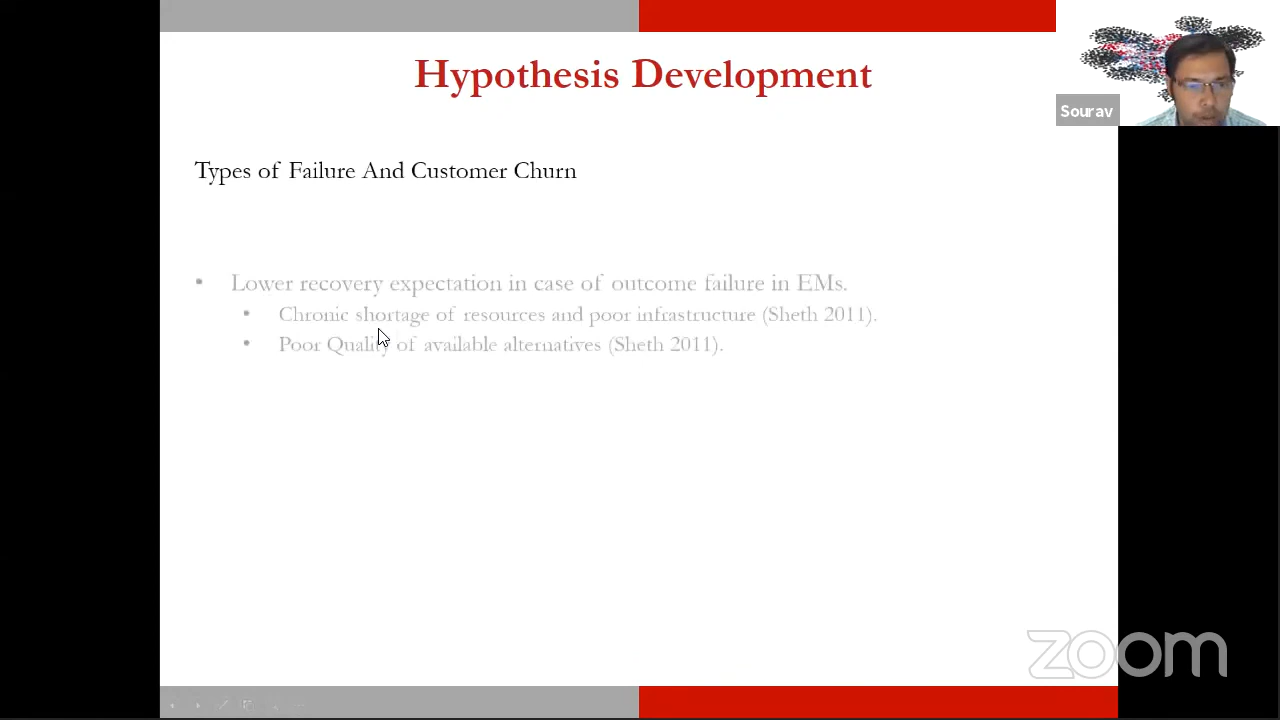 Hypothesis Development
Sourav
Types of Failure And Customer Churn
• Lower recovery expectation in case of outcome failure in EMs.
• Chronic shortage of resources and poor infrastructure (Sheth 2011).
• Poor Quality of available alternatives (Sheth 2011).
zoom